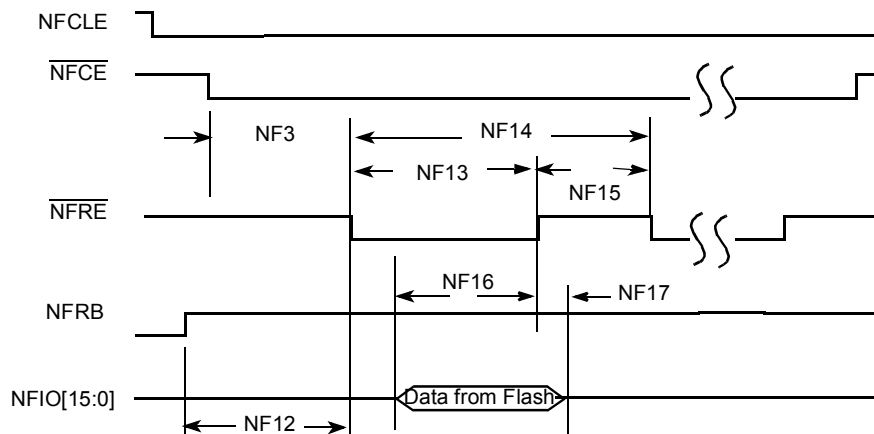 NFCLE
NFCE
NF3
NF14
NF13
NF15
NFRE
NF16
NF17
NFRB
NFIO[15:0]
Data from Flash
NF12